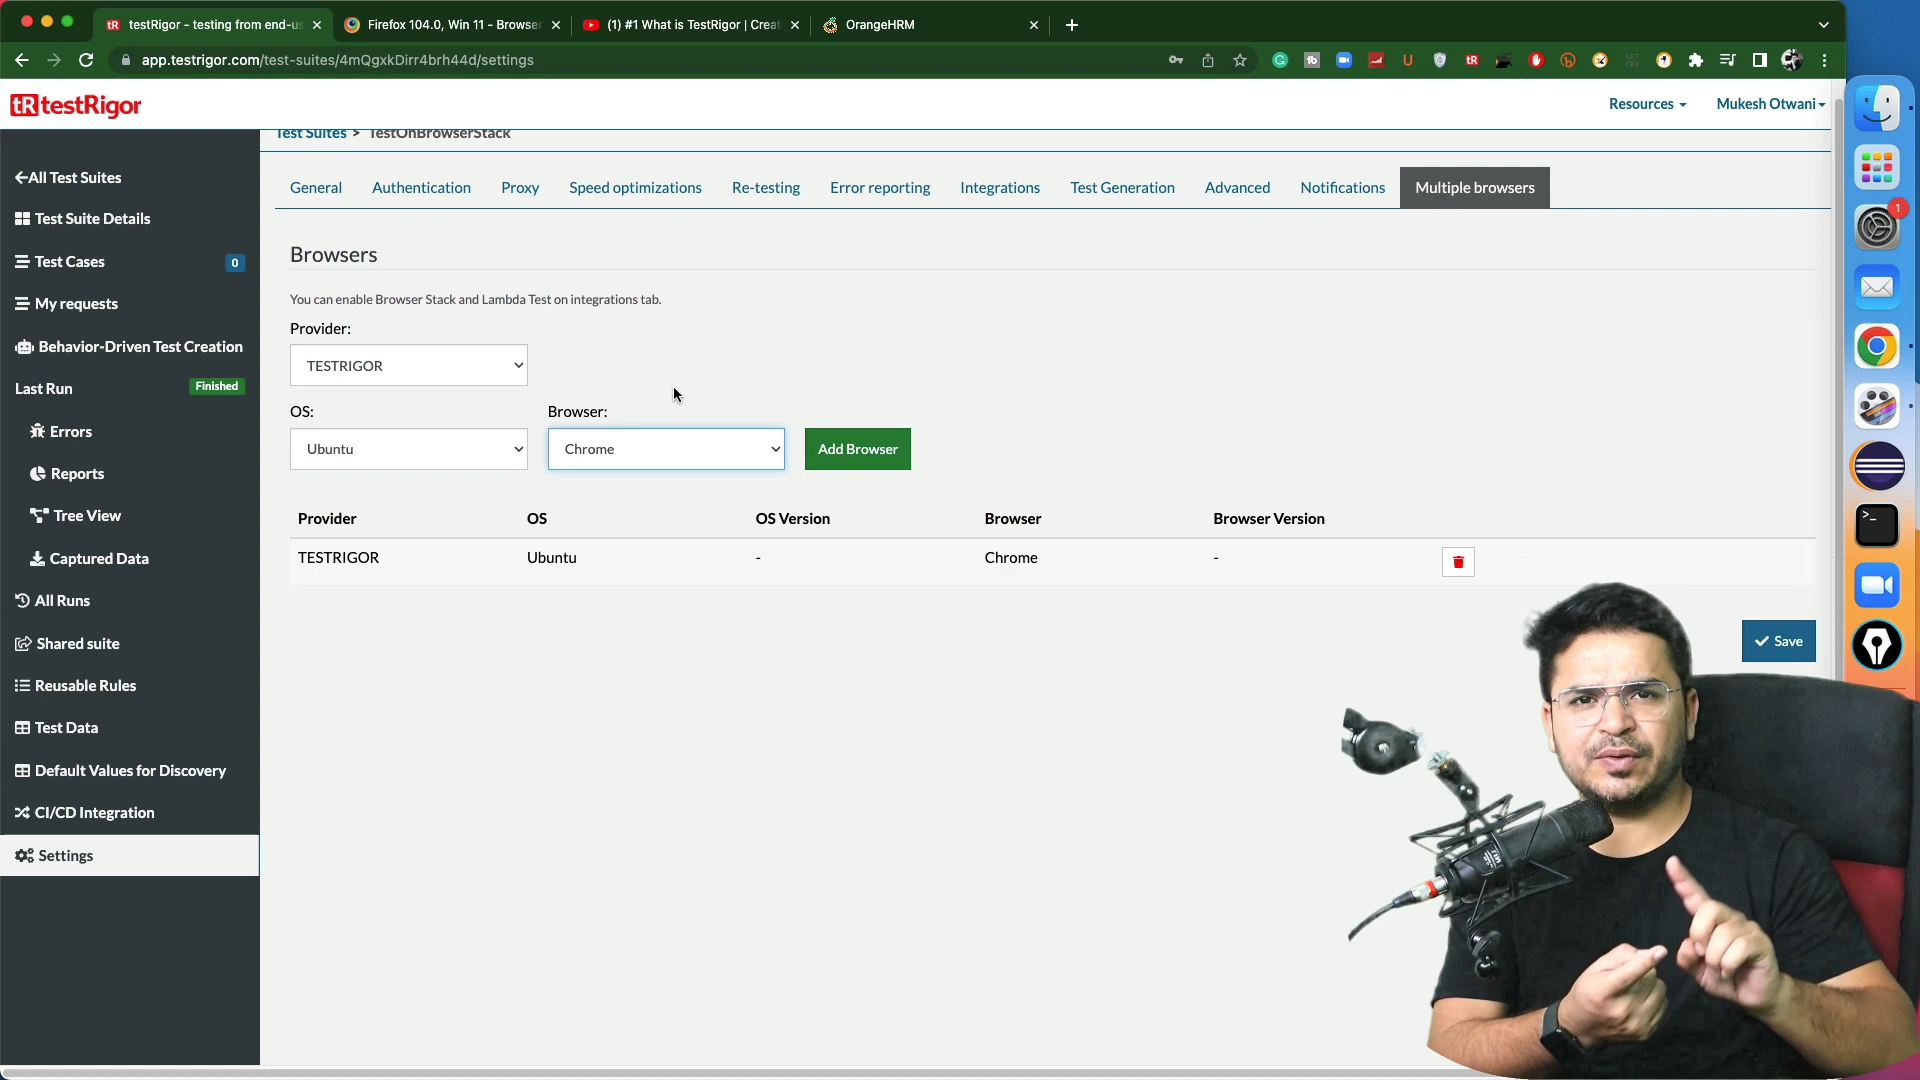 testRigor - testing from end-us
Firefox 104.0, Win 11 - Browser
(1) #1 What is TestRigor | Creat
OrangeHRM
app.testrigor.com/test-suites/4mQgxkDirr4brh44d/settings
tR testRigor
Resources
Mukesh Otwani
Test Suites > TestOnBrowserStack
All Test Suites
Test Suite Details
Test Cases 0
My requests
Behavior-Driven Test Creation
Last Run Finished
Errors
Reports
Tree View
Captured Data
All Runs
Shared suite
Reusable Rules
Test Data
Default Values for Discovery
CI/CD Integration
Settings
General Authentication Proxy Speed optimizations Re-testing Error reporting Integrations Test Generation Advanced Notifications Multiple browsers
Browsers
You can enable Browser Stack and Lambda Test on integrations tab.
Provider:
TESTRIGOR
OS: Browser:
Ubuntu Chrome Add Browser
Provider OS OS Version Browser Browser Version
TESTRIGOR Ubuntu - Chrome -
Save
1